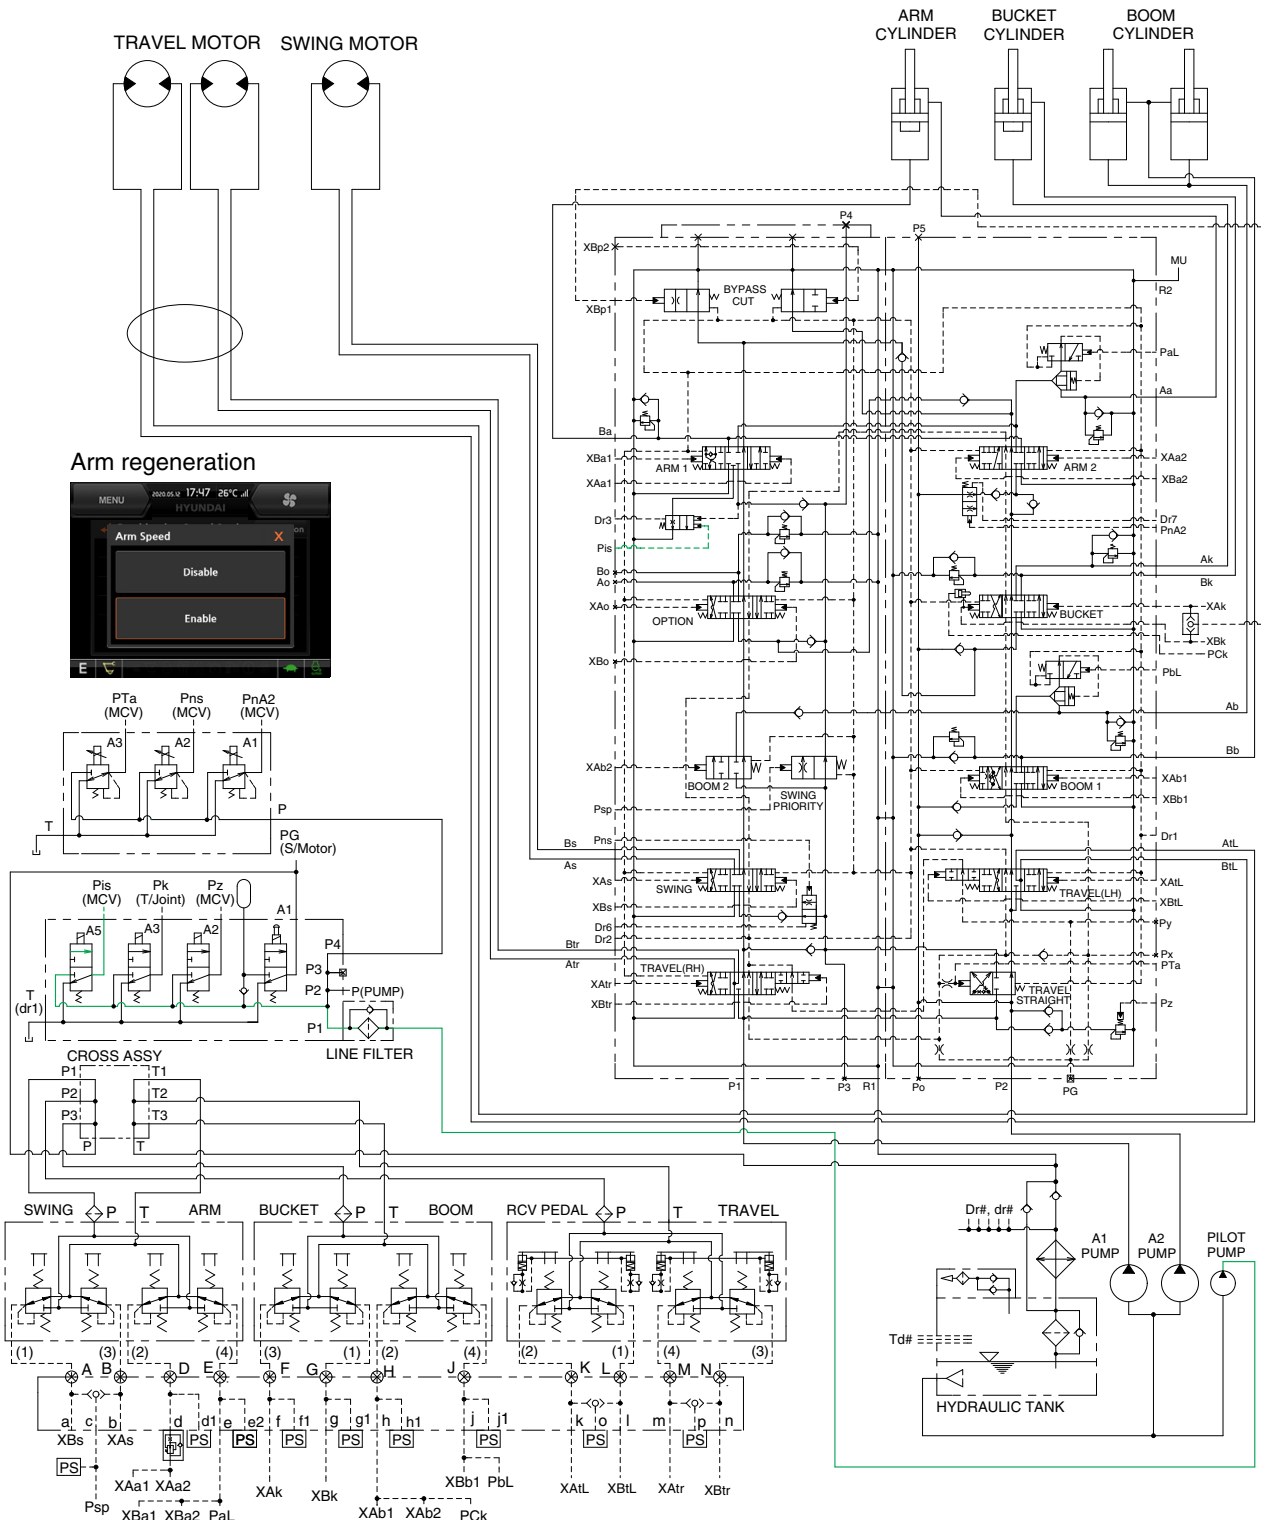 ARM CYLINDER
BUCKET CYLINDER
BOOM CYLINDER
TRAVEL MOTOR
SWING MOTOR
P4
P5
XBp2
MU
BYPASS CUT
R2
XBp1
PaL
Aa
Ba
XBa1
ARM 1
ARM 2
XAa2
XAa1
XBa2
Dr3
Dr7
PnA2
Pis
Bo
Ak
Ao
Bk
XAo
OPTION
BUCKET
XAk
XBk
PCk
XBo
PbL
Ab
Bb
XAb2
BOOM 2
SWING PRIORITY
BOOM 1
XAb1
XBb1
Psp
Pns
Dr1
Bs
AtL
As
BtL
XAs
SWING
TRAVEL(LH)
XAtL
XBs
XBtL
Dr6
Py
Dr2
Btr
Px
Atr
TRAVEL(RH)
PTa
XAtr
TRAVEL STRAIGHT
XBtr
Pz
P1
P3
R1
Po
P2
PG
Arm regeneration
MENU
2020.05.12 17:47 26°C
HYUNDAI
on
Arm Speed X
Disable
Enable
E
PTa (MCV)
Pns (MCV)
PnA2 (MCV)
A3
A2
A1
P
T
PG (S/Motor)
Pis (MCV)
Pk (T/Joint)
Pz (MCV)
A5
A3
A2
A1
P4
P3
P2
P(PUMP)
T (dr1)
P1
LINE FILTER
CROSS ASSY
P1
T1
P2
T2
P3
T3
P
T
SWING
P
T
ARM
BUCKET
P
T
BOOM
RCV PEDAL
P
T
TRAVEL
Dr#, dr#
A1 PUMP
A2 PUMP
PILOT PUMP
Td#
HYDRAULIC TANK
(1)
(3)
(2)
(4)
(3)
(1)
(2)
(4)
(2)
(1)
(4)
(3)
A
B
D
E
F
G
H
J
K
L
M
N
a
c
b
d
d1
e
e2
f
f1
g
g1
h
h1
j
j1
k
o
l
m
p
n
XBs
XAs
PS
PS
PS
PS
PS
PS
PS
PS
PS
PS
XAa1 XAa2
XAk
XBk
XBb1 PbL
XAtL
XBtL
XAtr
XBtr
Psp
XBa1 XBa2 PaL
XAb1 XAb2 PCk